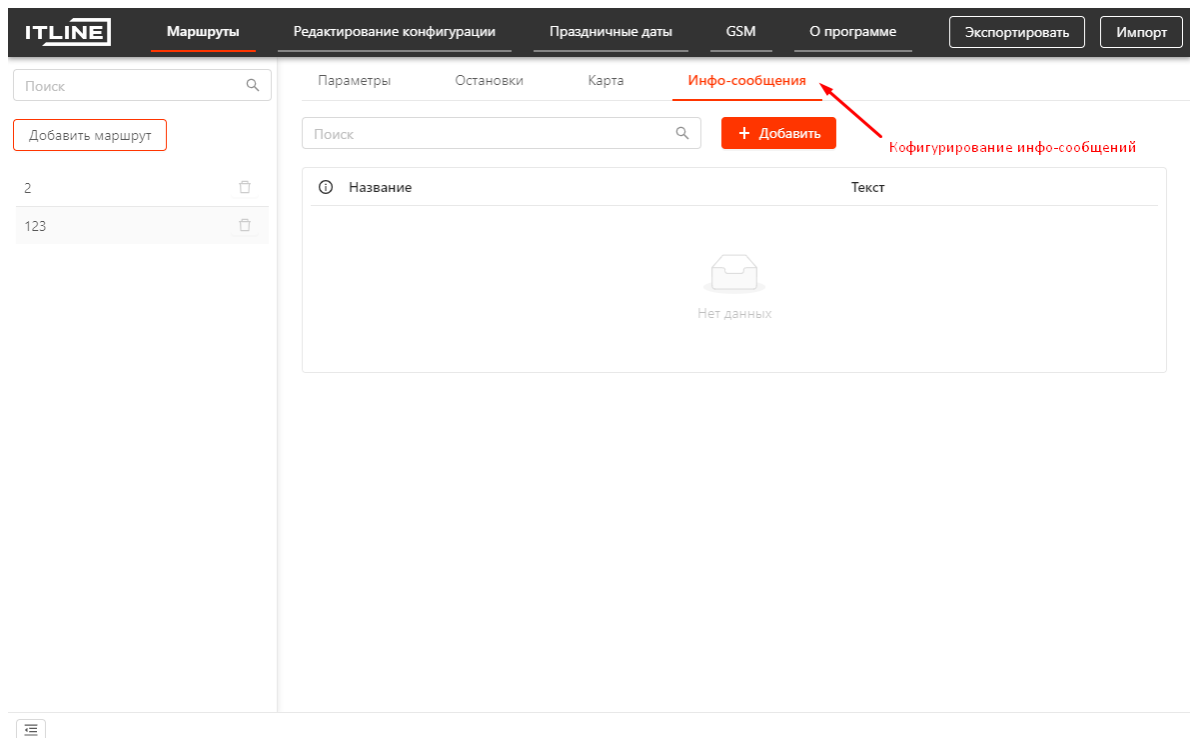 ITLINE Маршруты Редактирование конфигурации Праздничные даты GSM О программе Экспортировать Импорт
Поиск
Добавить маршрут
2
123
Параметры Остановки Карта Инфо-сообщения
Поиск + Добавить
Кофигурирование инфо-сообщений
Название Текст
Нет данных